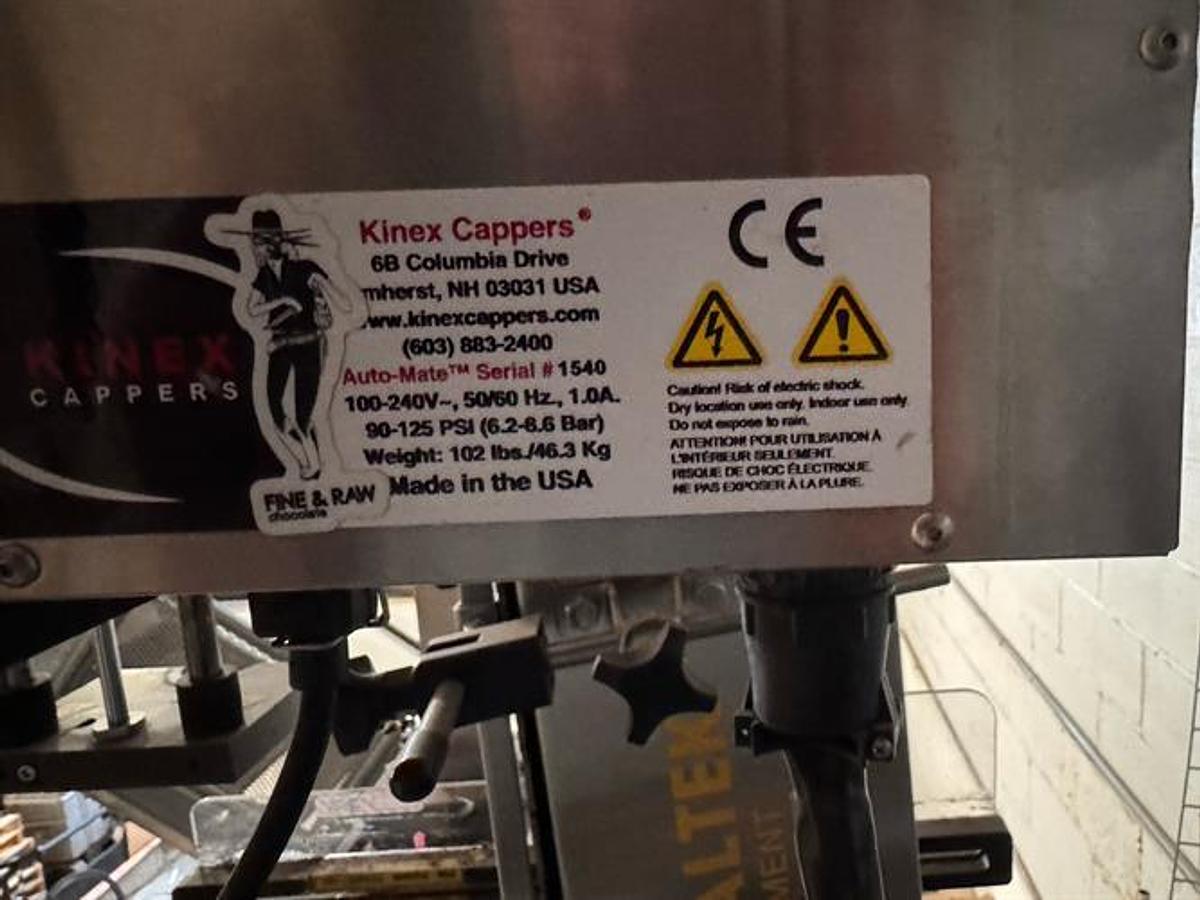 KINEX
CAPPERS
FINE & RAW
chocolate
Kinex Cappers®
6B Columbia Drive
mherst, NH 03031 USA
ww.kinexcappers.com
(603) 883-2400
Auto-Mate™ Serial # 1540
100-240V~, 50/60 Hz., 1.0A.
90-125 PSI (6.2-8.6 Bar)
Weight: 102 lbs./46.3 Kg
Made in the USA
CE
Caution! Risk of electric shock.
Dry location use only. Indoor use only.
Do not expose to rain.
ATTENTION! POUR UTILISATION À
L'INTÉRIEUR SEULEMENT.
RISQUE DE CHOC ÉLECTRIQUE.
NE PAS EXPOSER À LA PLURE.
ALTEK
MENT